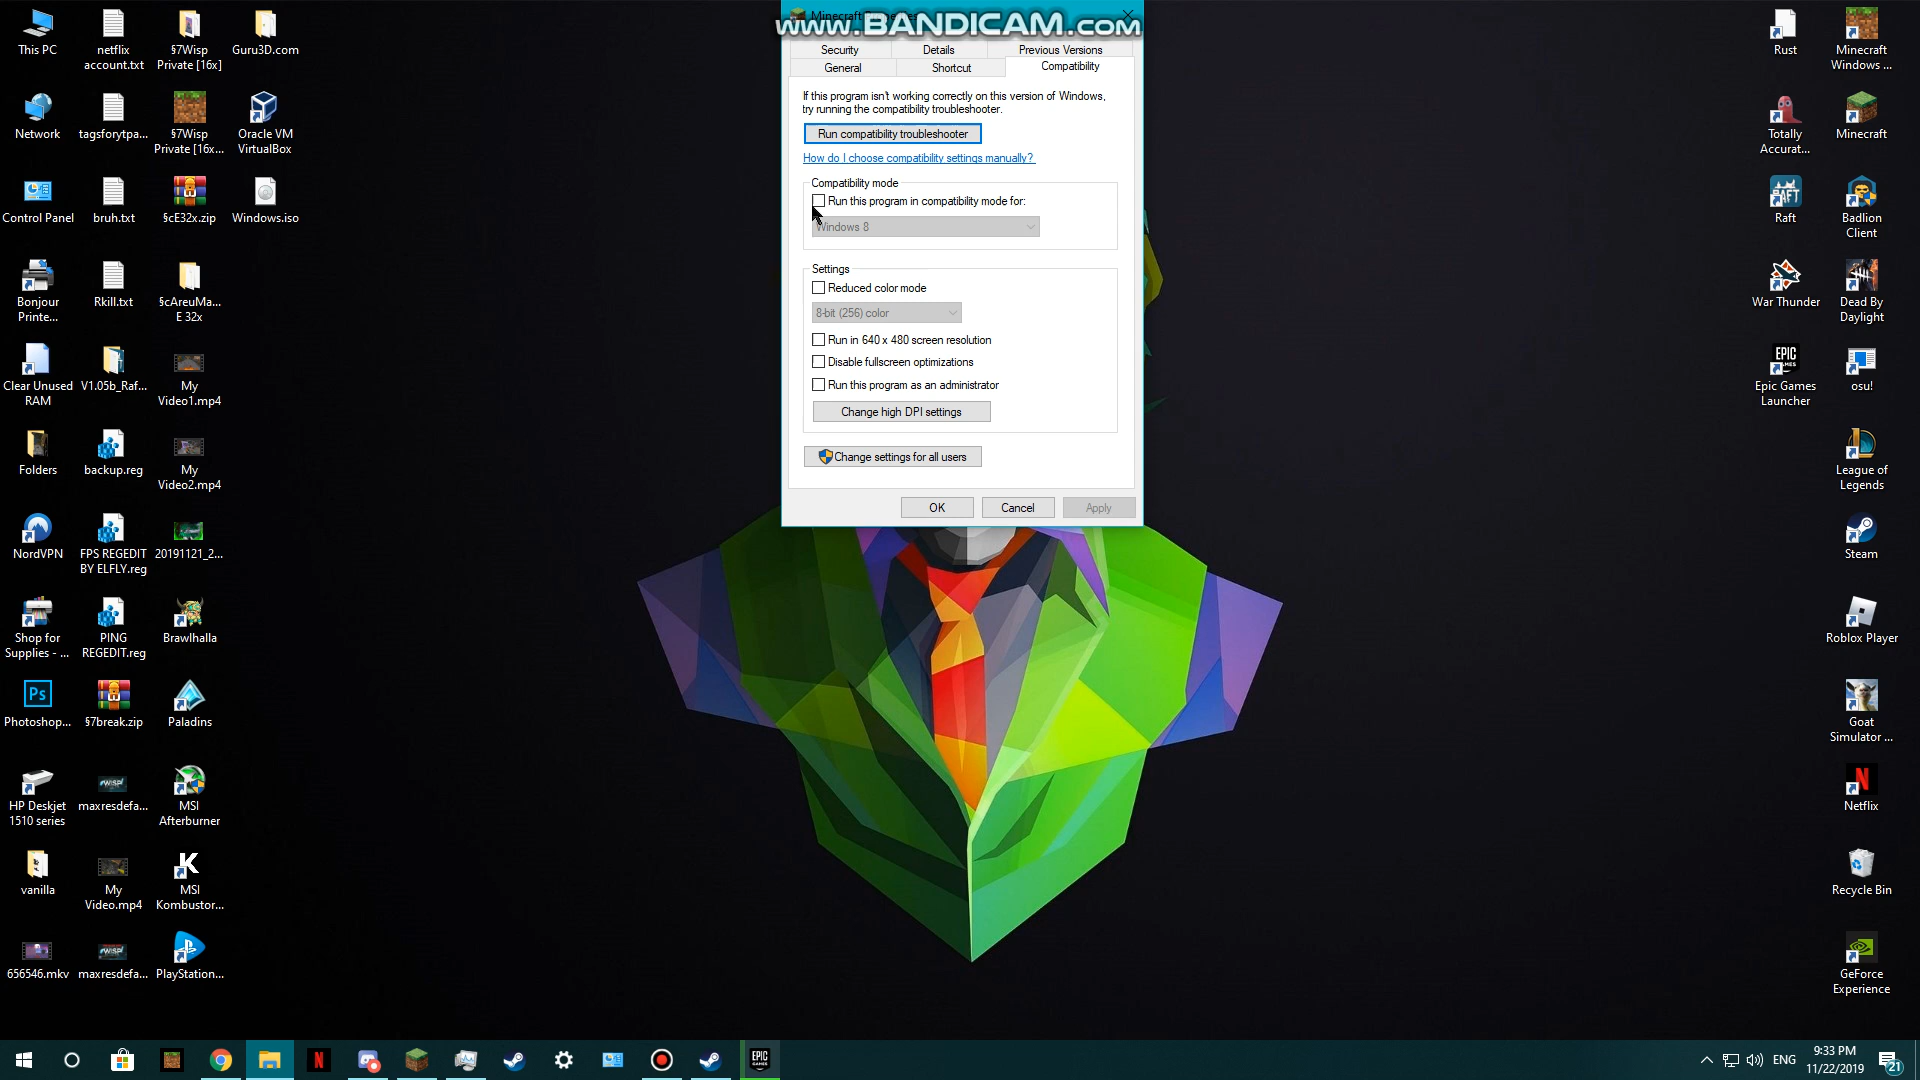 This PC
netflix
account.txt
§7Wisp
Private [16x]
Guru3D.com
Network
tagsforytpa...
§7Wisp
Private [16x...
Oracle VM
VirtualBox
Control Panel
bruh.txt
§cE32x.zip
Windows.iso
Bonjour
Printe...
Rkill.txt
§cAreuMa...
E 32x
Clear Unused
RAM
V1.05b_Raf...
My
Video1.mp4
Folders
backup.reg
My
Video2.mp4
NordVPN
FPS REGEDIT
BY ELFLY.reg
20191121_2...
Shop for
Supplies - ...
PING
REGEDIT.reg
Brawlhalla
Ps
Photoshop...
§7break.zip
Paladins
HP Deskjet
1510 series
maxresdefa...
MSI
Afterburner
vanilla
My
Video.mp4
K
MSI
Kombustor...
656546.mkv
maxresdefa...
PlayStation...
Minecraft
www.BANDICAM.com
Security
Details
Previous Versions
General
Shortcut
Compatibility
If this program isn't working correctly on this version of Windows,
try running the compatibility troubleshooter.
Run compatibility troubleshooter
How do I choose compatibility settings manually?
Compatibility mode
Run this program in compatibility mode for:
Windows 8
Settings
Reduced color mode
8-bit (256) color
Run in 640 x 480 screen resolution
Disable fullscreen optimizations
Run this program as an administrator
Change high DPI settings
Change settings for all users
OK
Cancel
Apply
Rust
Minecraft
Windows ...
Totally
Accurat...
Minecraft
RAFT
Raft
Badlion
Client
War Thunder
Dead By
Daylight
EPIC
GAMES
Epic Games
Launcher
osu!
League of
Legends
Steam
Roblox Player
Goat
Simulator ...
N
Netflix
Recycle Bin
GeForce
Experience
N
EPIC
GAMES
ENG
9:33 PM
11/22/2019
21